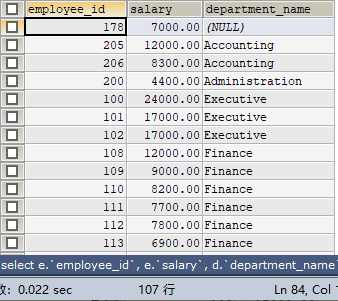 employee_id salary department_name
178 7000.00 (NULL)
205 12000.00 Accounting
206 8300.00 Accounting
200 4400.00 Administration
100 24000.00 Executive
101 17000.00 Executive
102 17000.00 Executive
108 12000.00 Finance
109 9000.00 Finance
110 8200.00 Finance
111 7700.00 Finance
112 7800.00 Finance
113 6900.00 Finance
select e.`employee_id`, e.`salary`, d.`department_name`
: 0.022 sec 107 行 Ln 84, Col